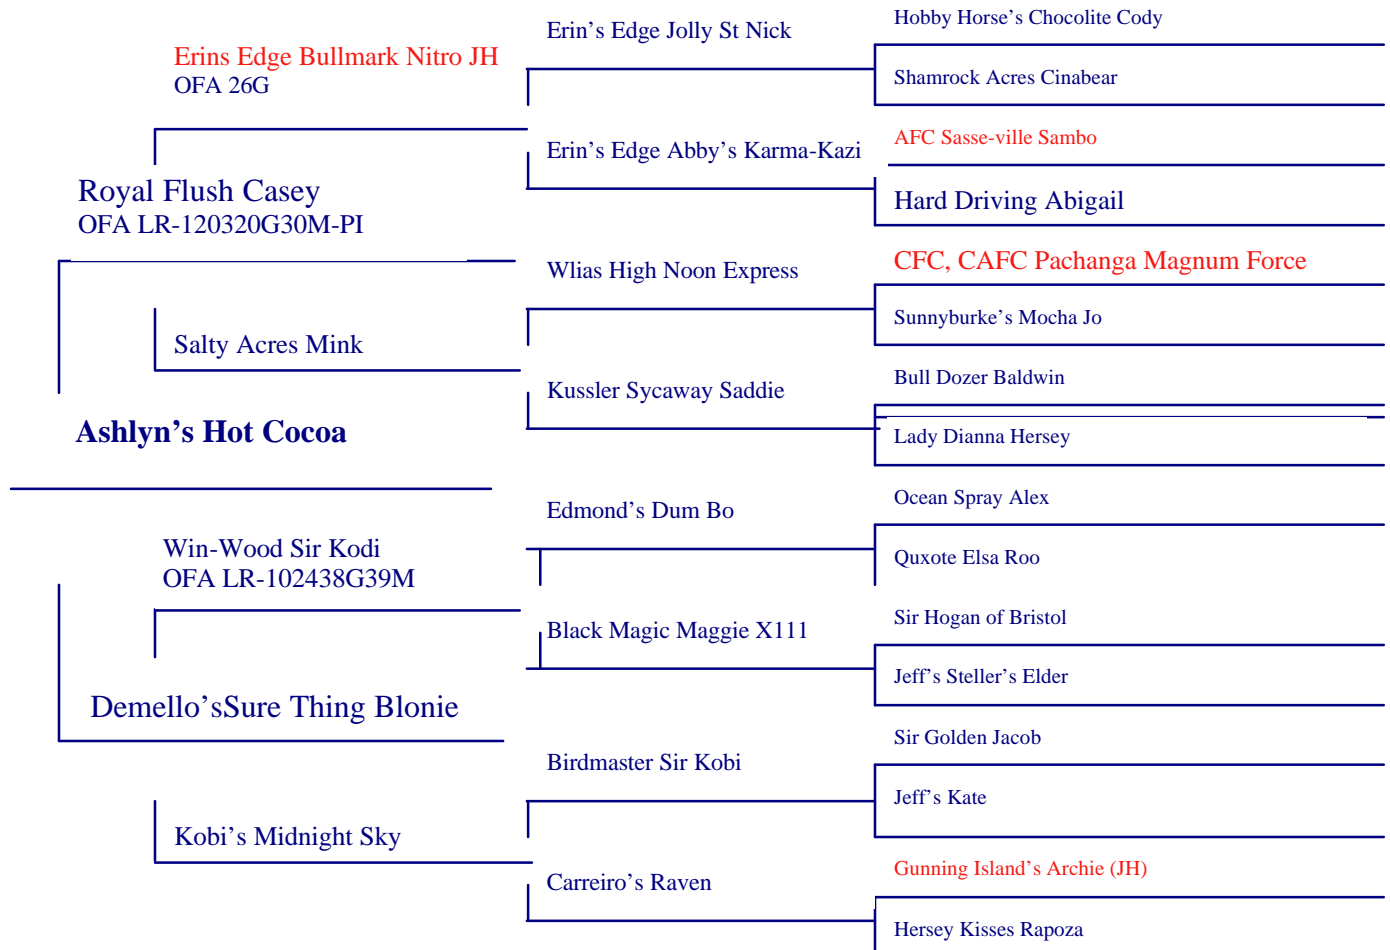 Hobby Horse’s Chocolite Cody
Erin’s Edge Jolly St Nick
Erins Edge Bullmark Nitro JH
OFA 26G
Shamrock Acres Cinabear
AFC Sasse-ville Sambo
Erin’s Edge Abby’s Karma-Kazi
Royal Flush Casey
OFA LR-120320G30M-PI
Hard Driving Abigail
CFC, CAFC Pachanga Magnum Force
Wlias High Noon Express
Sunnyburke’s Mocha Jo
Salty Acres Mink
Bull Dozer Baldwin
Kussler Sycaway Saddie
Ashlyn’s Hot Cocoa
Lady Dianna Hersey
Ocean Spray Alex
Edmond’s Dum Bo
Win-Wood Sir Kodi
OFA LR-102438G39M
Quxote Elsa Roo
Sir Hogan of Bristol
Black Magic Maggie X111
Jeff’s Steller’s Elder
Demello’sSure Thing Blonie
Sir Golden Jacob
Birdmaster Sir Kobi
Jeff’s Kate
Kobi’s Midnight Sky
Gunning Island’s Archie (JH)
Carreiro’s Raven
Hersey Kisses Rapoza